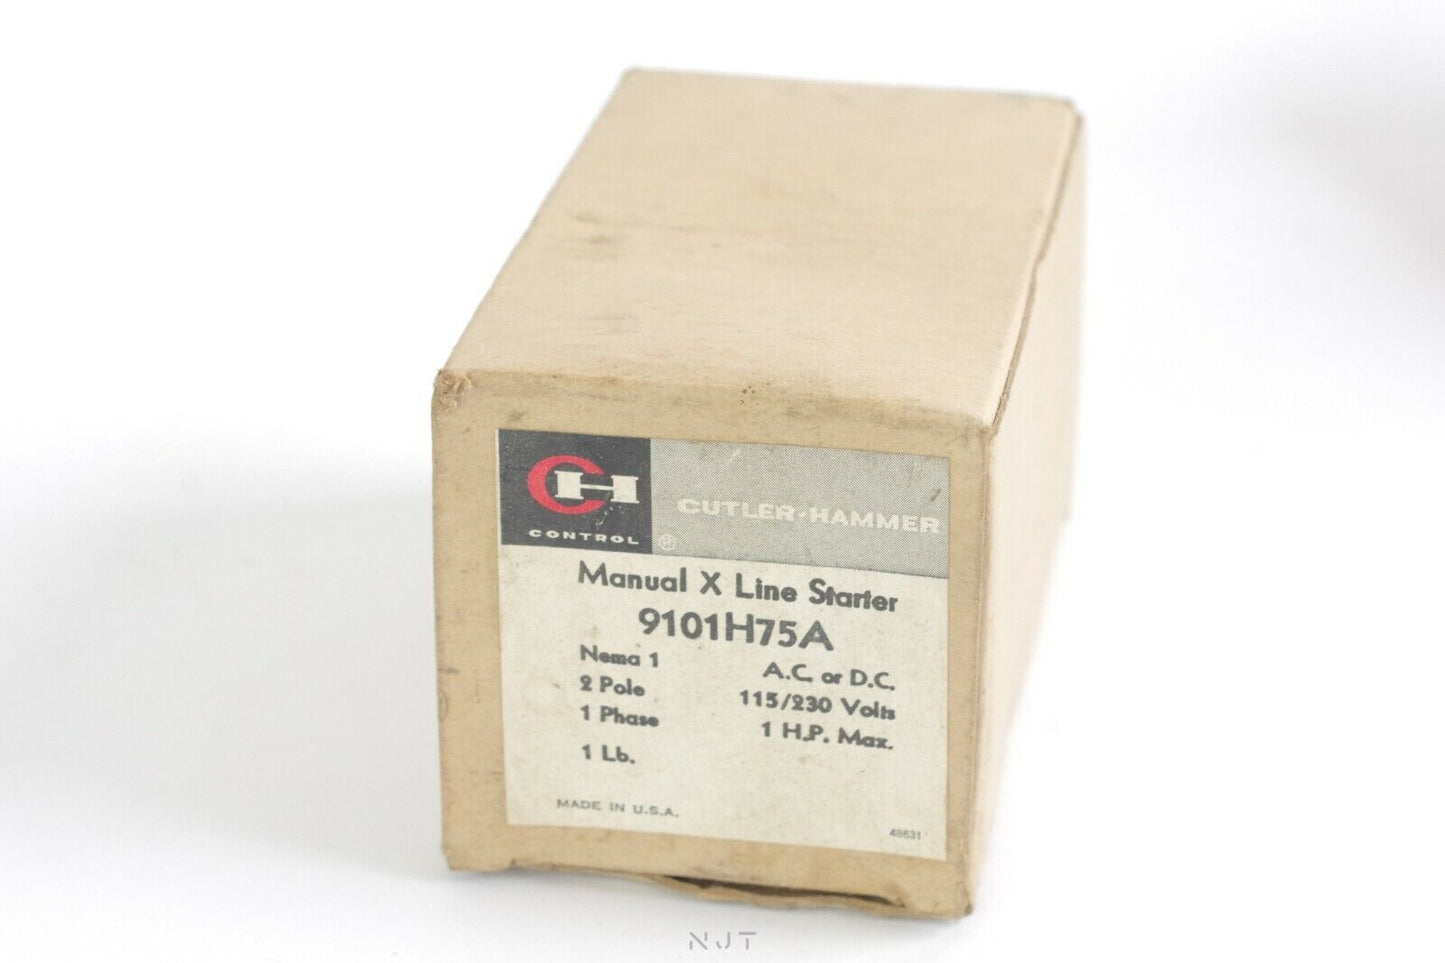 CH
CONTROL ®
CUTLER-HAMMER
Manual X Line Starter
9101H75A
Nema 1
A.C. or D.C.
2 Pole
115/230 Volts
1 Phase
1 H.P. Max.
1 Lb.
MADE IN U.S.A.
48631
NJT